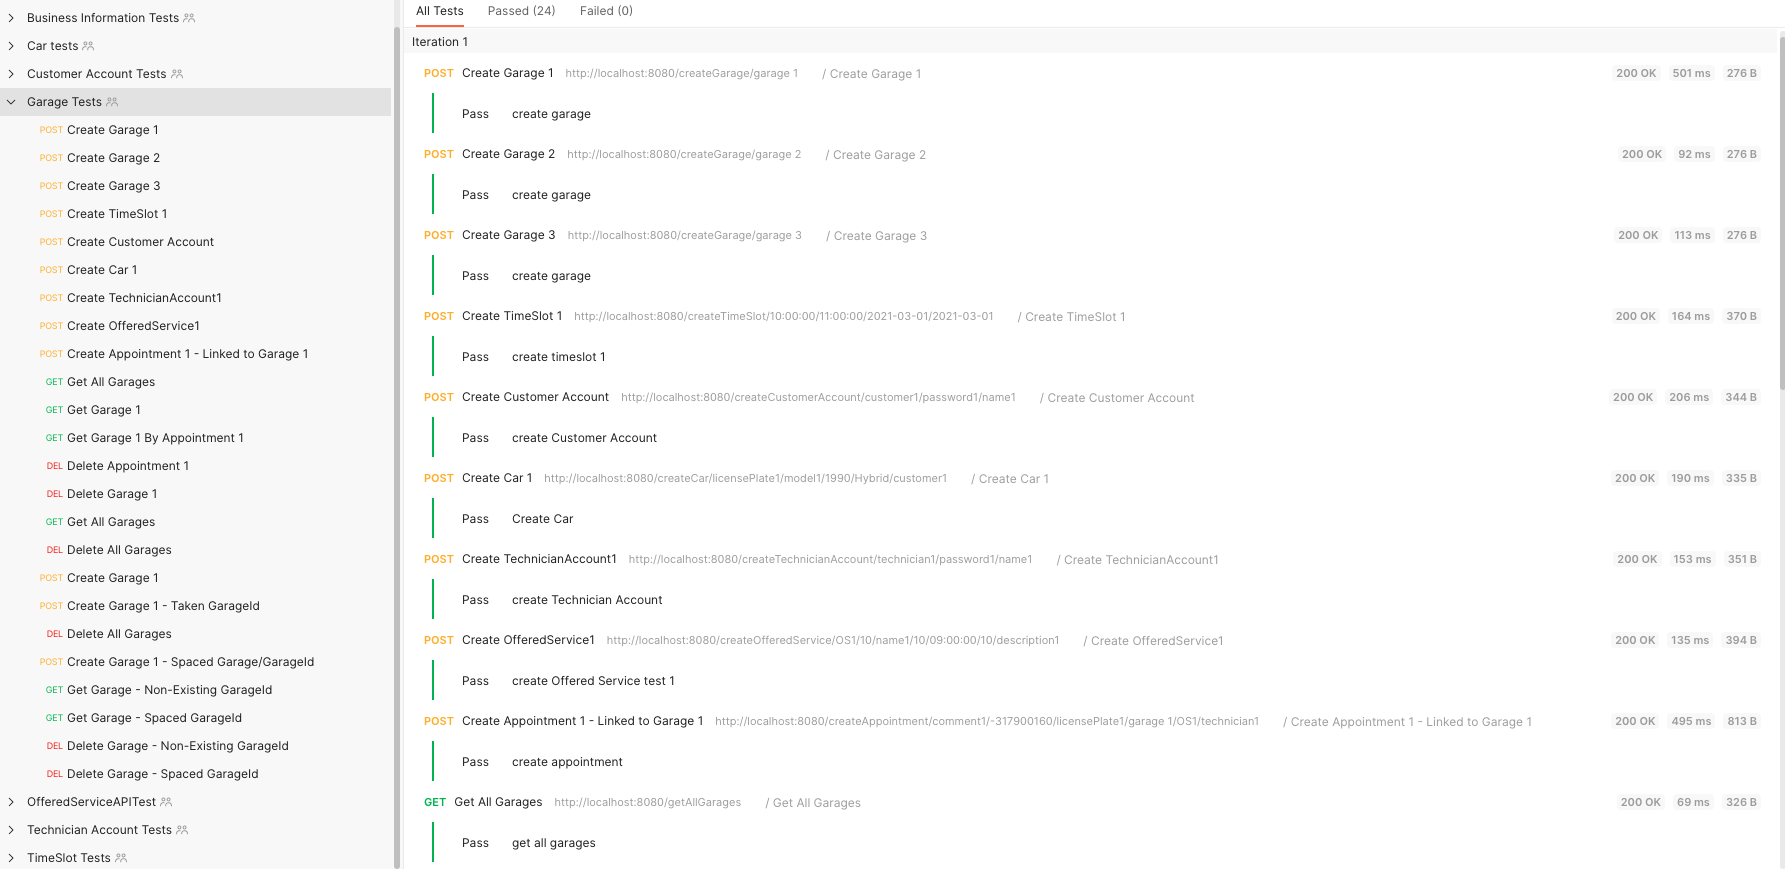 Business Information Tests
Car tests
Customer Account Tests
Garage Tests
POST Create Garage 1
POST Create Garage 2
POST Create Garage 3
POST Create TimeSlot 1
POST Create Customer Account
POST Create Car 1
POST Create TechnicianAccount1
POST Create OfferedService1
POST Create Appointment 1 - Linked to Garage 1
GET Get All Garages
GET Get Garage 1
GET Get Garage 1 By Appointment 1
DEL Delete Appointment 1
DEL Delete Garage 1
GET Get All Garages
DEL Delete All Garages
POST Create Garage 1
POST Create Garage 1 - Taken GarageId
DEL Delete All Garages
POST Create Garage 1 - Spaced Garage/GarageId
GET Get Garage - Non-Existing GarageId
GET Get Garage - Spaced GarageId
DEL Delete Garage - Non-Existing GarageId
DEL Delete Garage - Spaced GarageId
OfferedServiceAPITest
Technician Account Tests
TimeSlot Tests
All Tests Passed (24) Failed (0)
Iteration 1
POST Create Garage 1 http://localhost:8080/createGarage/garage 1 / Create Garage 1 200 OK 501 ms 276 B
Pass create garage
POST Create Garage 2 http://localhost:8080/createGarage/garage 2 / Create Garage 2 200 OK 92 ms 276 B
Pass create garage
POST Create Garage 3 http://localhost:8080/createGarage/garage 3 / Create Garage 3 200 OK 113 ms 276 B
Pass create garage
POST Create TimeSlot 1 http://localhost:8080/createTimeSlot/10:00:00/11:00:00/2021-03-01/2021-03-01 / Create TimeSlot 1 200 OK 164 ms 370 B
Pass create timeslot 1
POST Create Customer Account http://localhost:8080/createCustomerAccount/customer1/password1/name1 / Create Customer Account 200 OK 206 ms 344 B
Pass create Customer Account
POST Create Car 1 http://localhost:8080/createCar/licensePlate1/model1/1990/Hybrid/customer1 / Create Car 1 200 OK 190 ms 335 B
Pass Create Car
POST Create TechnicianAccount1 http://localhost:8080/createTechnicianAccount/technician1/password1/name1 / Create TechnicianAccount1 200 OK 153 ms 351 B
Pass create Technician Account
POST Create OfferedService1 http://localhost:8080/createOfferedService/OS1/10/name1/10/09:00:00/10/description1 / Create OfferedService1 200 OK 135 ms 394 B
Pass create Offered Service test 1
POST Create Appointment 1 - Linked to Garage 1 http://localhost:8080/createAppointment/comment1/-317900160/licensePlate1/garage 1/OS1/technician1 / Create Appointment 1 - Linked to Garage 1 200 OK 495 ms 813 B
Pass create appointment
GET Get All Garages http://localhost:8080/getAllGarages / Get All Garages 200 OK 69 ms 326 B
Pass get all garages